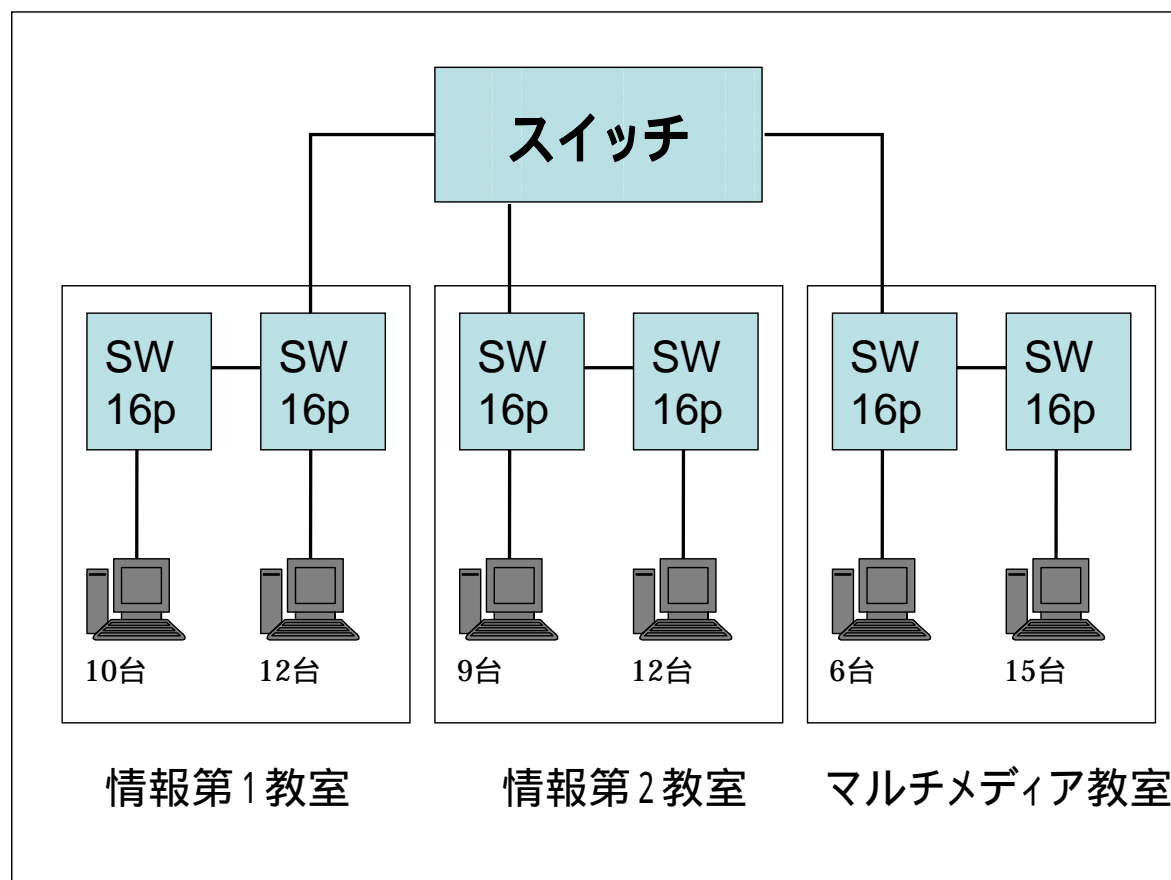 スイッチ
SW
16p
SW
16p
SW
16p
SW
16p
SW
16p
SW
16p
10台
12台
9台
12台
6台
15台
情報第1教室
情報第2教室
マルチメディア教室